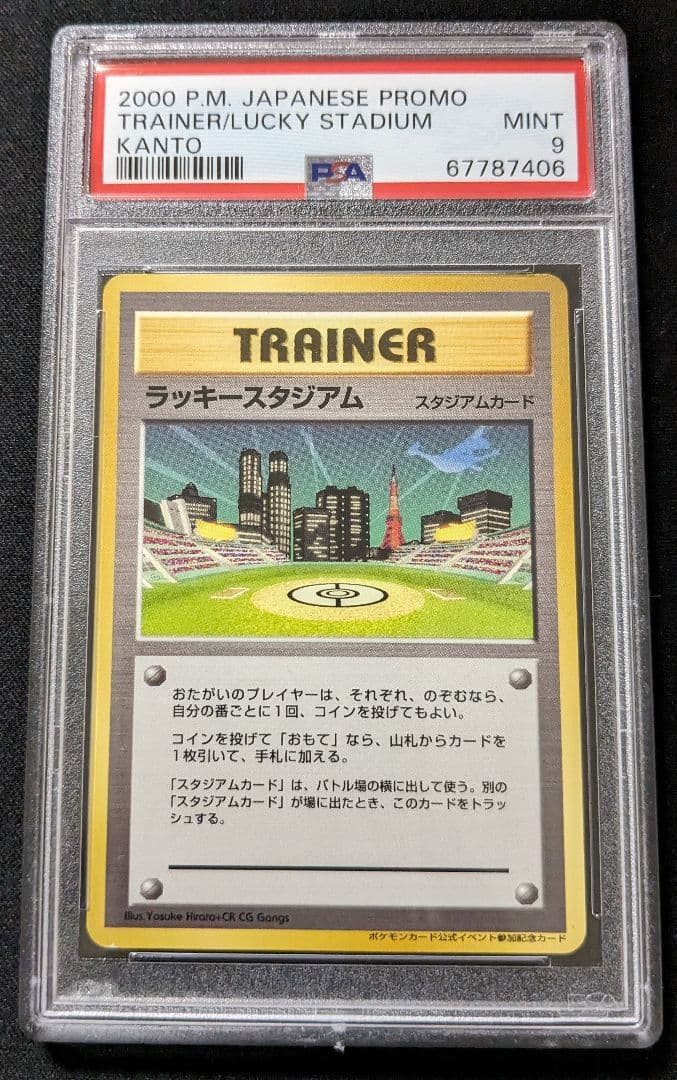 2000 P.M. JAPANESE PROMO
TRAINER/LUCKY STADIUM MINT
KANTO 9
PSA 67787406
TRAINER
ラッキースタジアム スタジアムカード
おたがいのプレイヤーは、それぞれ、のぞむなら、
自分の番ごとに1回、コインを投げてもよい。
コインを投げて「おもて」なら、山札からカードを
1枚引いて、手札に加える。
「スタジアムカード」は、バトル場の横に出して使う。別の
「スタジアムカード」が場に出たとき、このカードをトラッ
シュする。
Illus. Yosuke Hirata+CR CG Gangs
ポケモンカード公式イベント参加記念カード
PSA